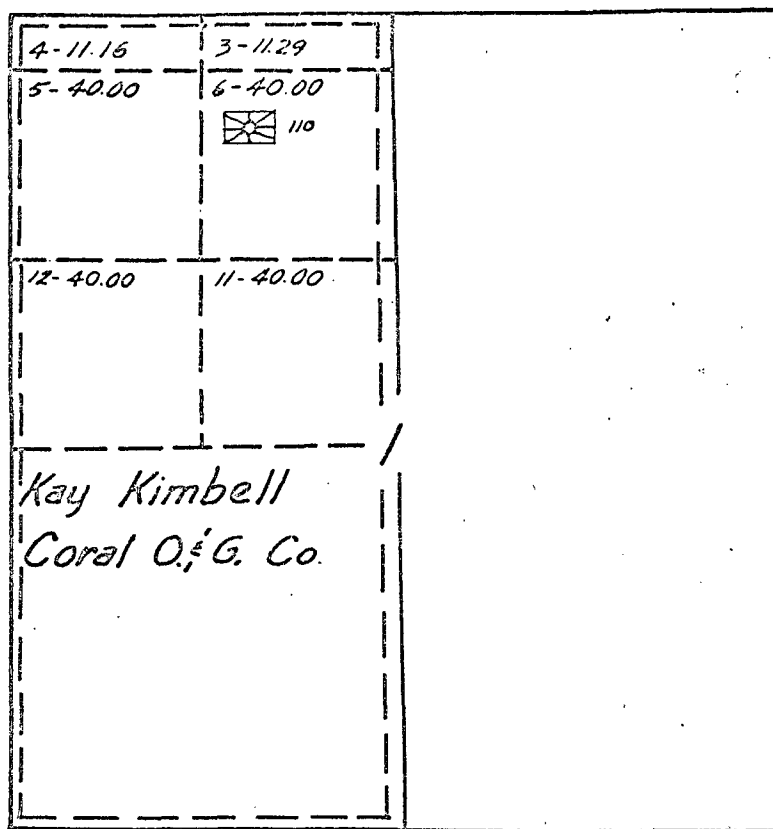 4-11.16 3-11.29
5-40.00 6-40.00
110
12-40.00 11-40.00
1
Kay Kimbell
Coral O. & G. Co.